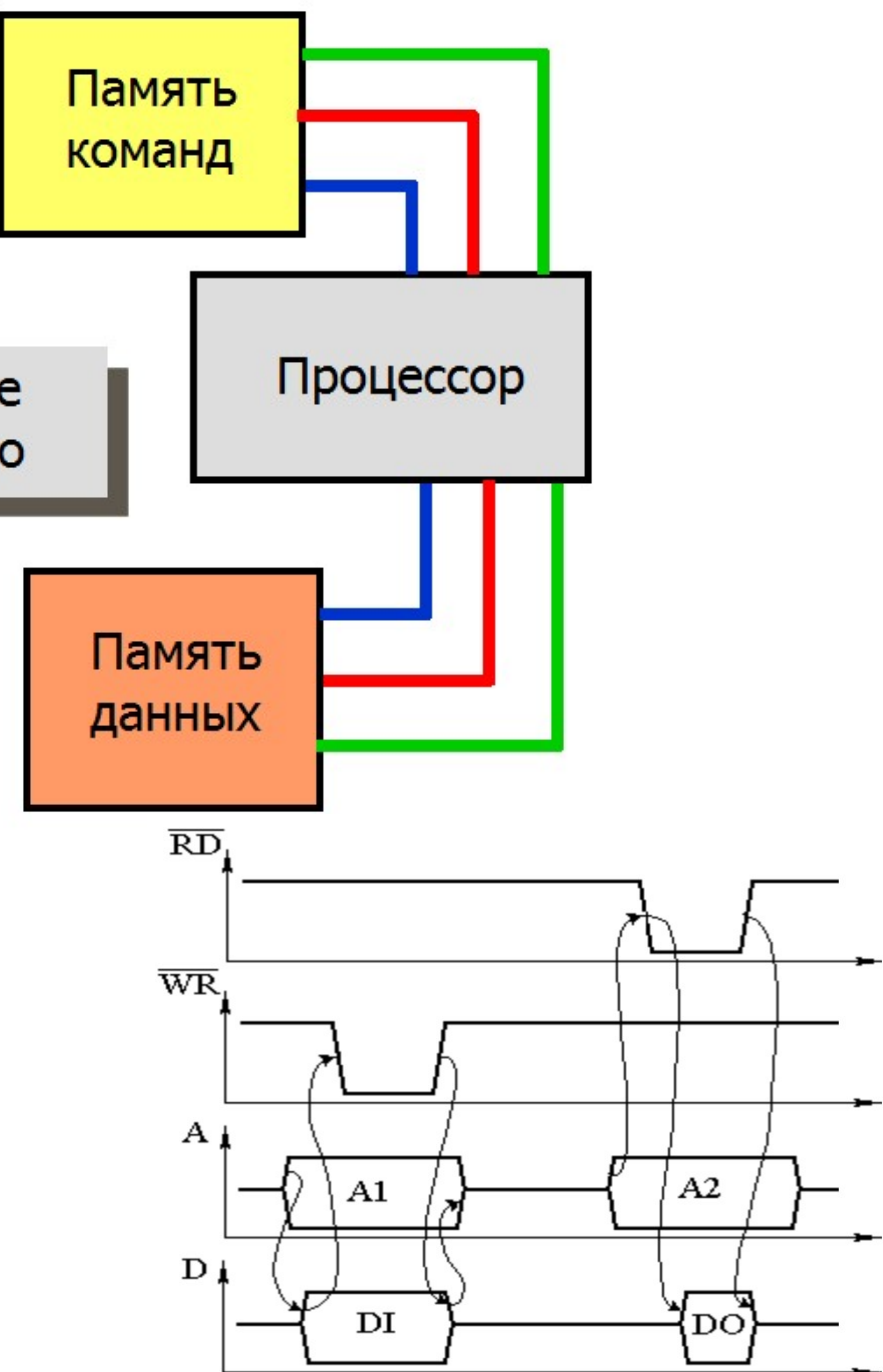 Память
команд
Процессор
е
о
Память
данных
RD
WR
A
A1
A2
D
DI
DO